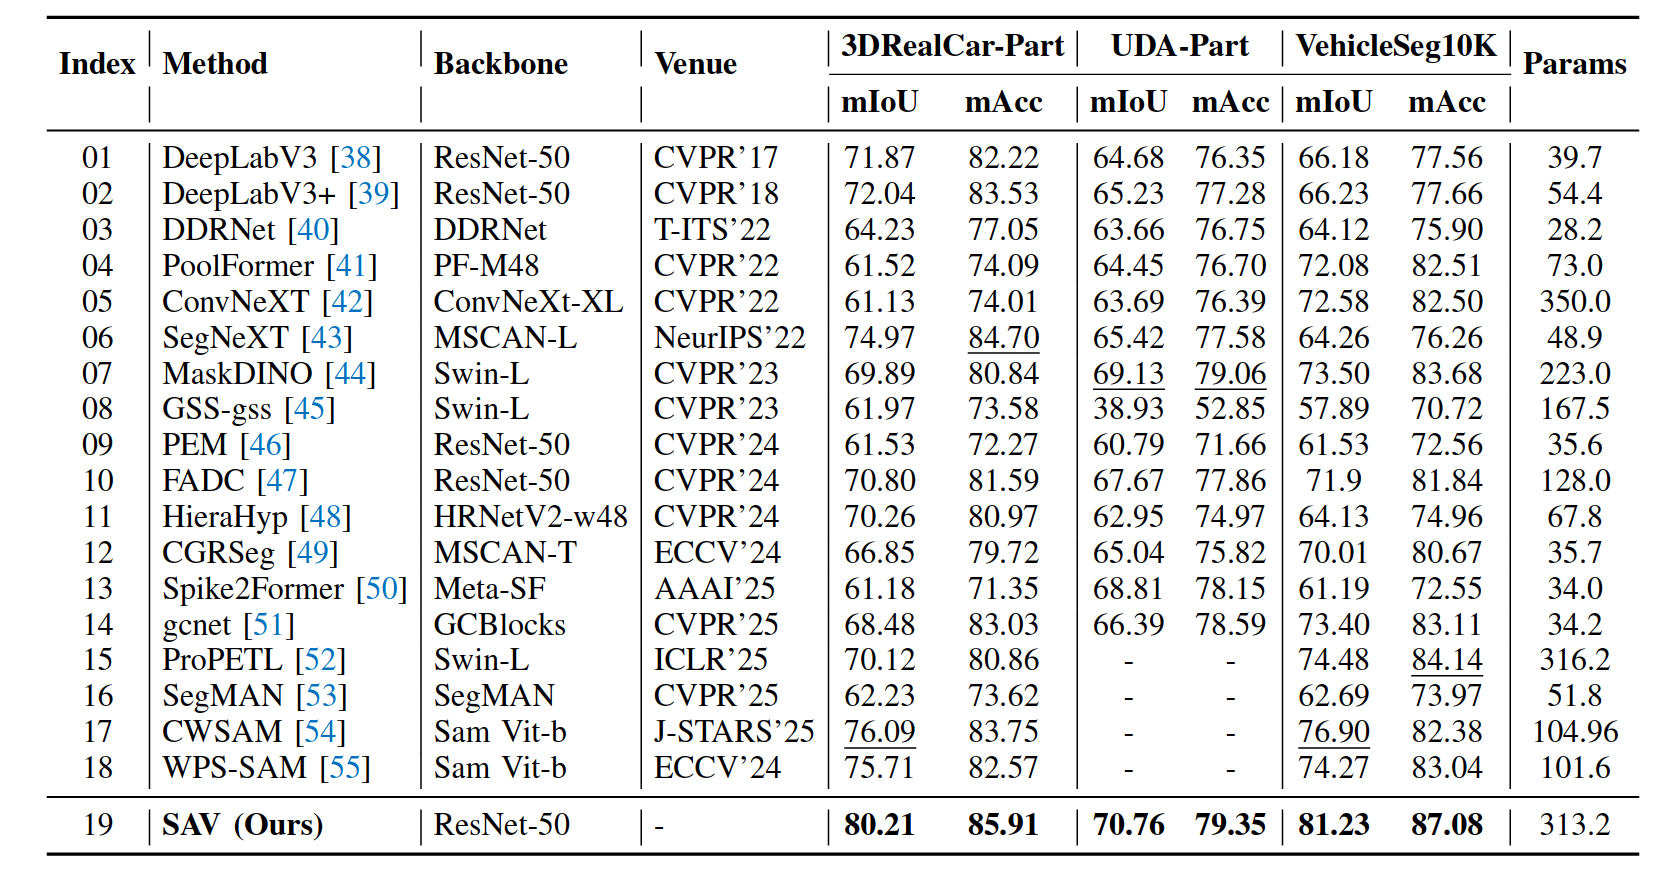 Index Method Backbone Venue 3DRealCar-Part UDA-Part VehicleSeg10K Params
mIoU mAcc mIoU mAcc mIoU mAcc
01 DeepLabV3 [38] ResNet-50 CVPR’17 71.87 82.22 64.68 76.35 66.18 77.56 39.7
02 DeepLabV3+ [39] ResNet-50 CVPR’18 72.04 83.53 65.23 77.28 66.23 77.66 54.4
03 DDRNet [40] DDRNet T-ITS’22 64.23 77.05 63.66 76.75 64.12 75.90 28.2
04 PoolFormer [41] PF-M48 CVPR’22 61.52 74.09 64.45 76.70 72.08 82.51 73.0
05 ConvNeXT [42] ConvNeXt-XL CVPR’22 61.13 74.01 63.69 76.39 72.58 82.50 350.0
06 SegNeXT [43] MSCAN-L NeurIPS’22 74.97 84.70 65.42 77.58 64.26 76.26 48.9
07 MaskDINO [44] Swin-L CVPR’23 69.89 80.84 69.13 79.06 73.50 83.68 223.0
08 GSS-gss [45] Swin-L CVPR’23 61.97 73.58 38.93 52.85 57.89 70.72 167.5
09 PEM [46] ResNet-50 CVPR’24 61.53 72.27 60.79 71.66 61.53 72.56 35.6
10 FADC [47] ResNet-50 CVPR’24 70.80 81.59 67.67 77.86 71.9 81.84 128.0
11 HieraHyp [48] HRNetV2-w48 CVPR’24 70.26 80.97 62.95 74.97 64.13 74.96 67.8
12 CGRSeg [49] MSCAN-T ECCV’24 66.85 79.72 65.04 75.82 70.01 80.67 35.7
13 Spike2Former [50] Meta-SF AAAI’25 61.18 71.35 68.81 78.15 61.19 72.55 34.0
14 gcnet [51] GCBlocks CVPR’25 68.48 83.03 66.39 78.59 73.40 83.11 34.2
15 ProPETL [52] Swin-L ICLR’25 70.12 80.86 - - 74.48 84.14 316.2
16 SegMAN [53] SegMAN CVPR’25 62.23 73.62 - - 62.69 73.97 51.8
17 CWSAM [54] Sam Vit-b J-STARS’25 76.09 83.75 - - 76.90 82.38 104.96
18 WPS-SAM [55] Sam Vit-b ECCV’24 75.71 82.57 - - 74.27 83.04 101.6
19 SAV (Ours) ResNet-50 - 80.21 85.91 70.76 79.35 81.23 87.08 313.2